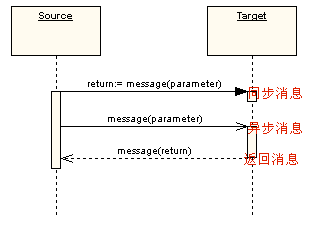 Source Target
return:= message(parameter)
同步消息
message(parameter)
异步消息
message(return)
返回消息